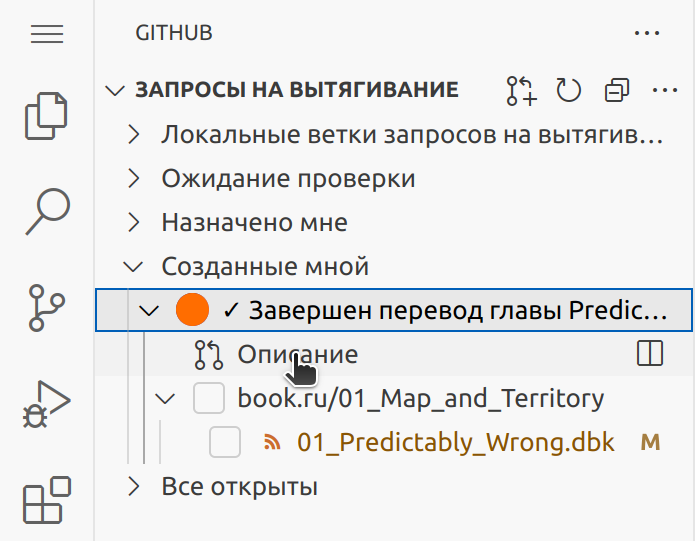 GITHUB
ЗАПРОСЫ НА ВЫТЯГИВАНИЕ
Локальные ветки запросов на вытягив...
Ожидание проверки
Назначено мне
Созданные мной
✓ Завершен перевод главы Predic...
Описание
book.ru/01_Map_and_Territory
01_Predictably_Wrong.dbk M
Все открыты